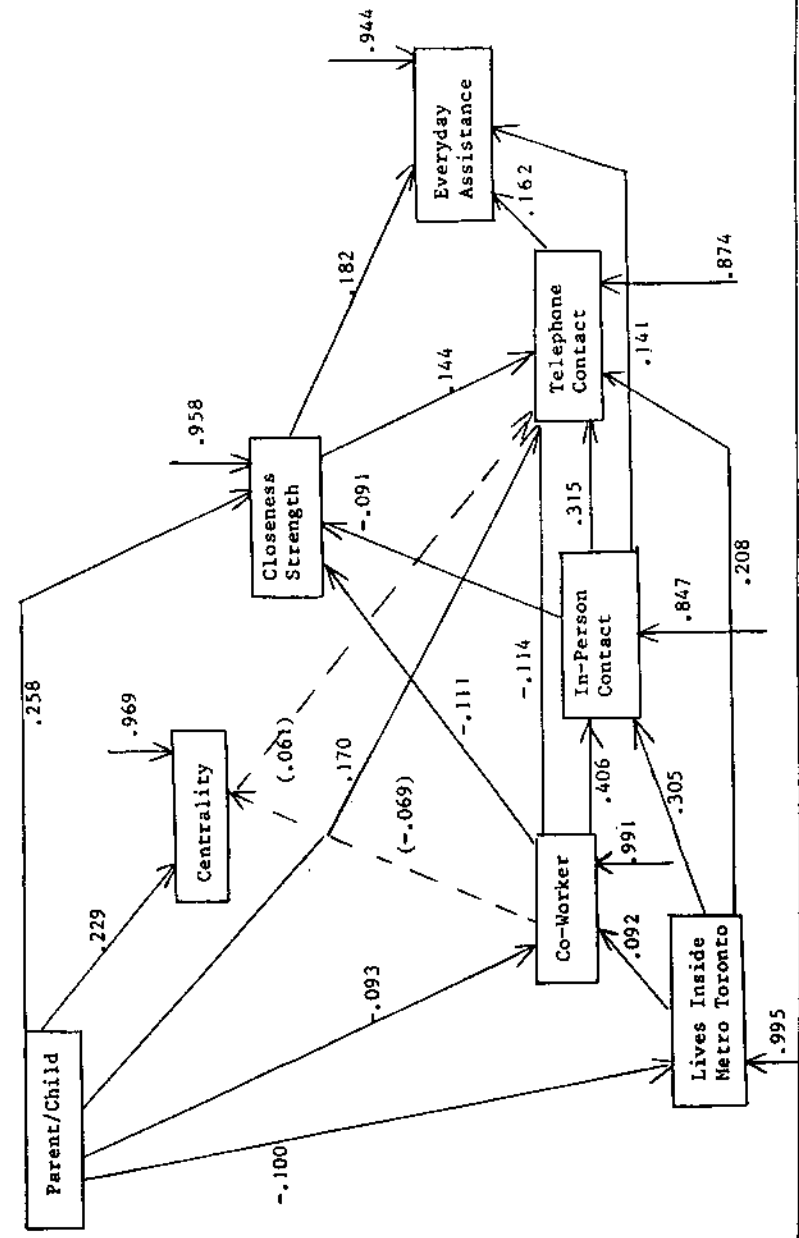 .258
Parent/Child
.229
.969
.958
Centrality
Closeness
Strength
-.100
(.061)
.170
.182
-.091
.944
-.093
(-.069)
.144
Everyday
Assistance
-.111
-.114
.162
Co-Worker
Telephone
Contact
.315
In-Person
Contact
.406
.991
.092
.141
.305
.847
Lives Inside
Metro Toronto
.874
.208
.995